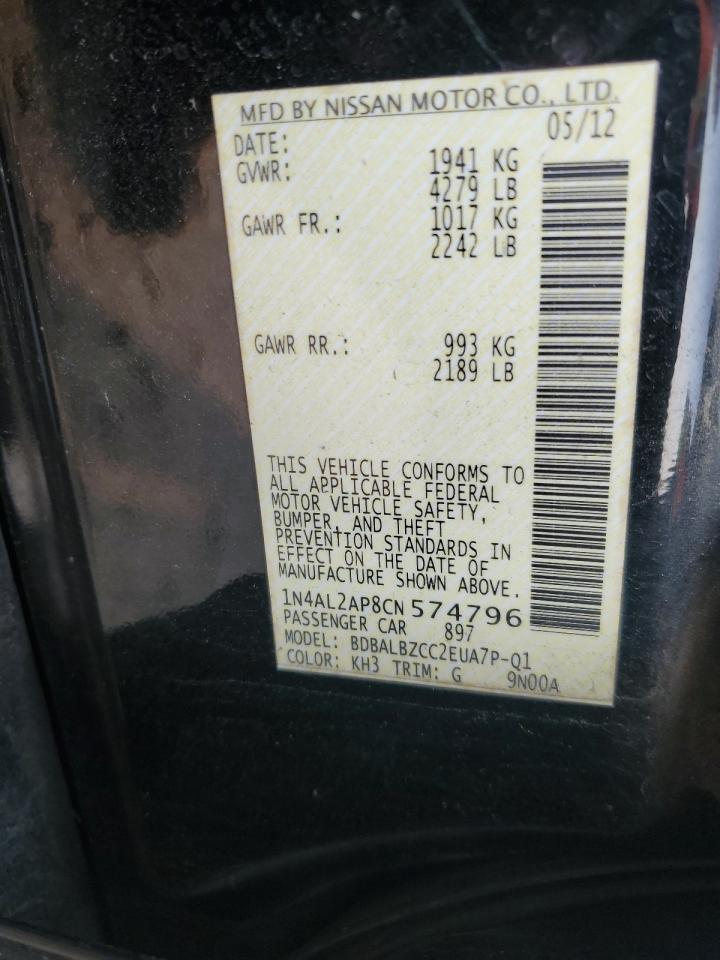 MFD BY NISSAN MOTOR CO., LTD.
DATE: 05/12
GVWR: 1941 KG
4279 LB
GAWR FR.: 1017 KG
2242 LB
GAWR RR.: 993 KG
2189 LB
THIS VEHICLE CONFORMS TO
ALL APPLICABLE FEDERAL
MOTOR VEHICLE SAFETY,
BUMPER, AND THEFT
PREVENTION STANDARDS IN
EFFECT ON THE DATE OF
MANUFACTURE SHOWN ABOVE.
1N4AL2AP8CN574796
PASSENGER CAR 897
MODEL: BDBALBZCC2EUA7P-Q1
COLOR: KH3 TRIM: G 9N00A